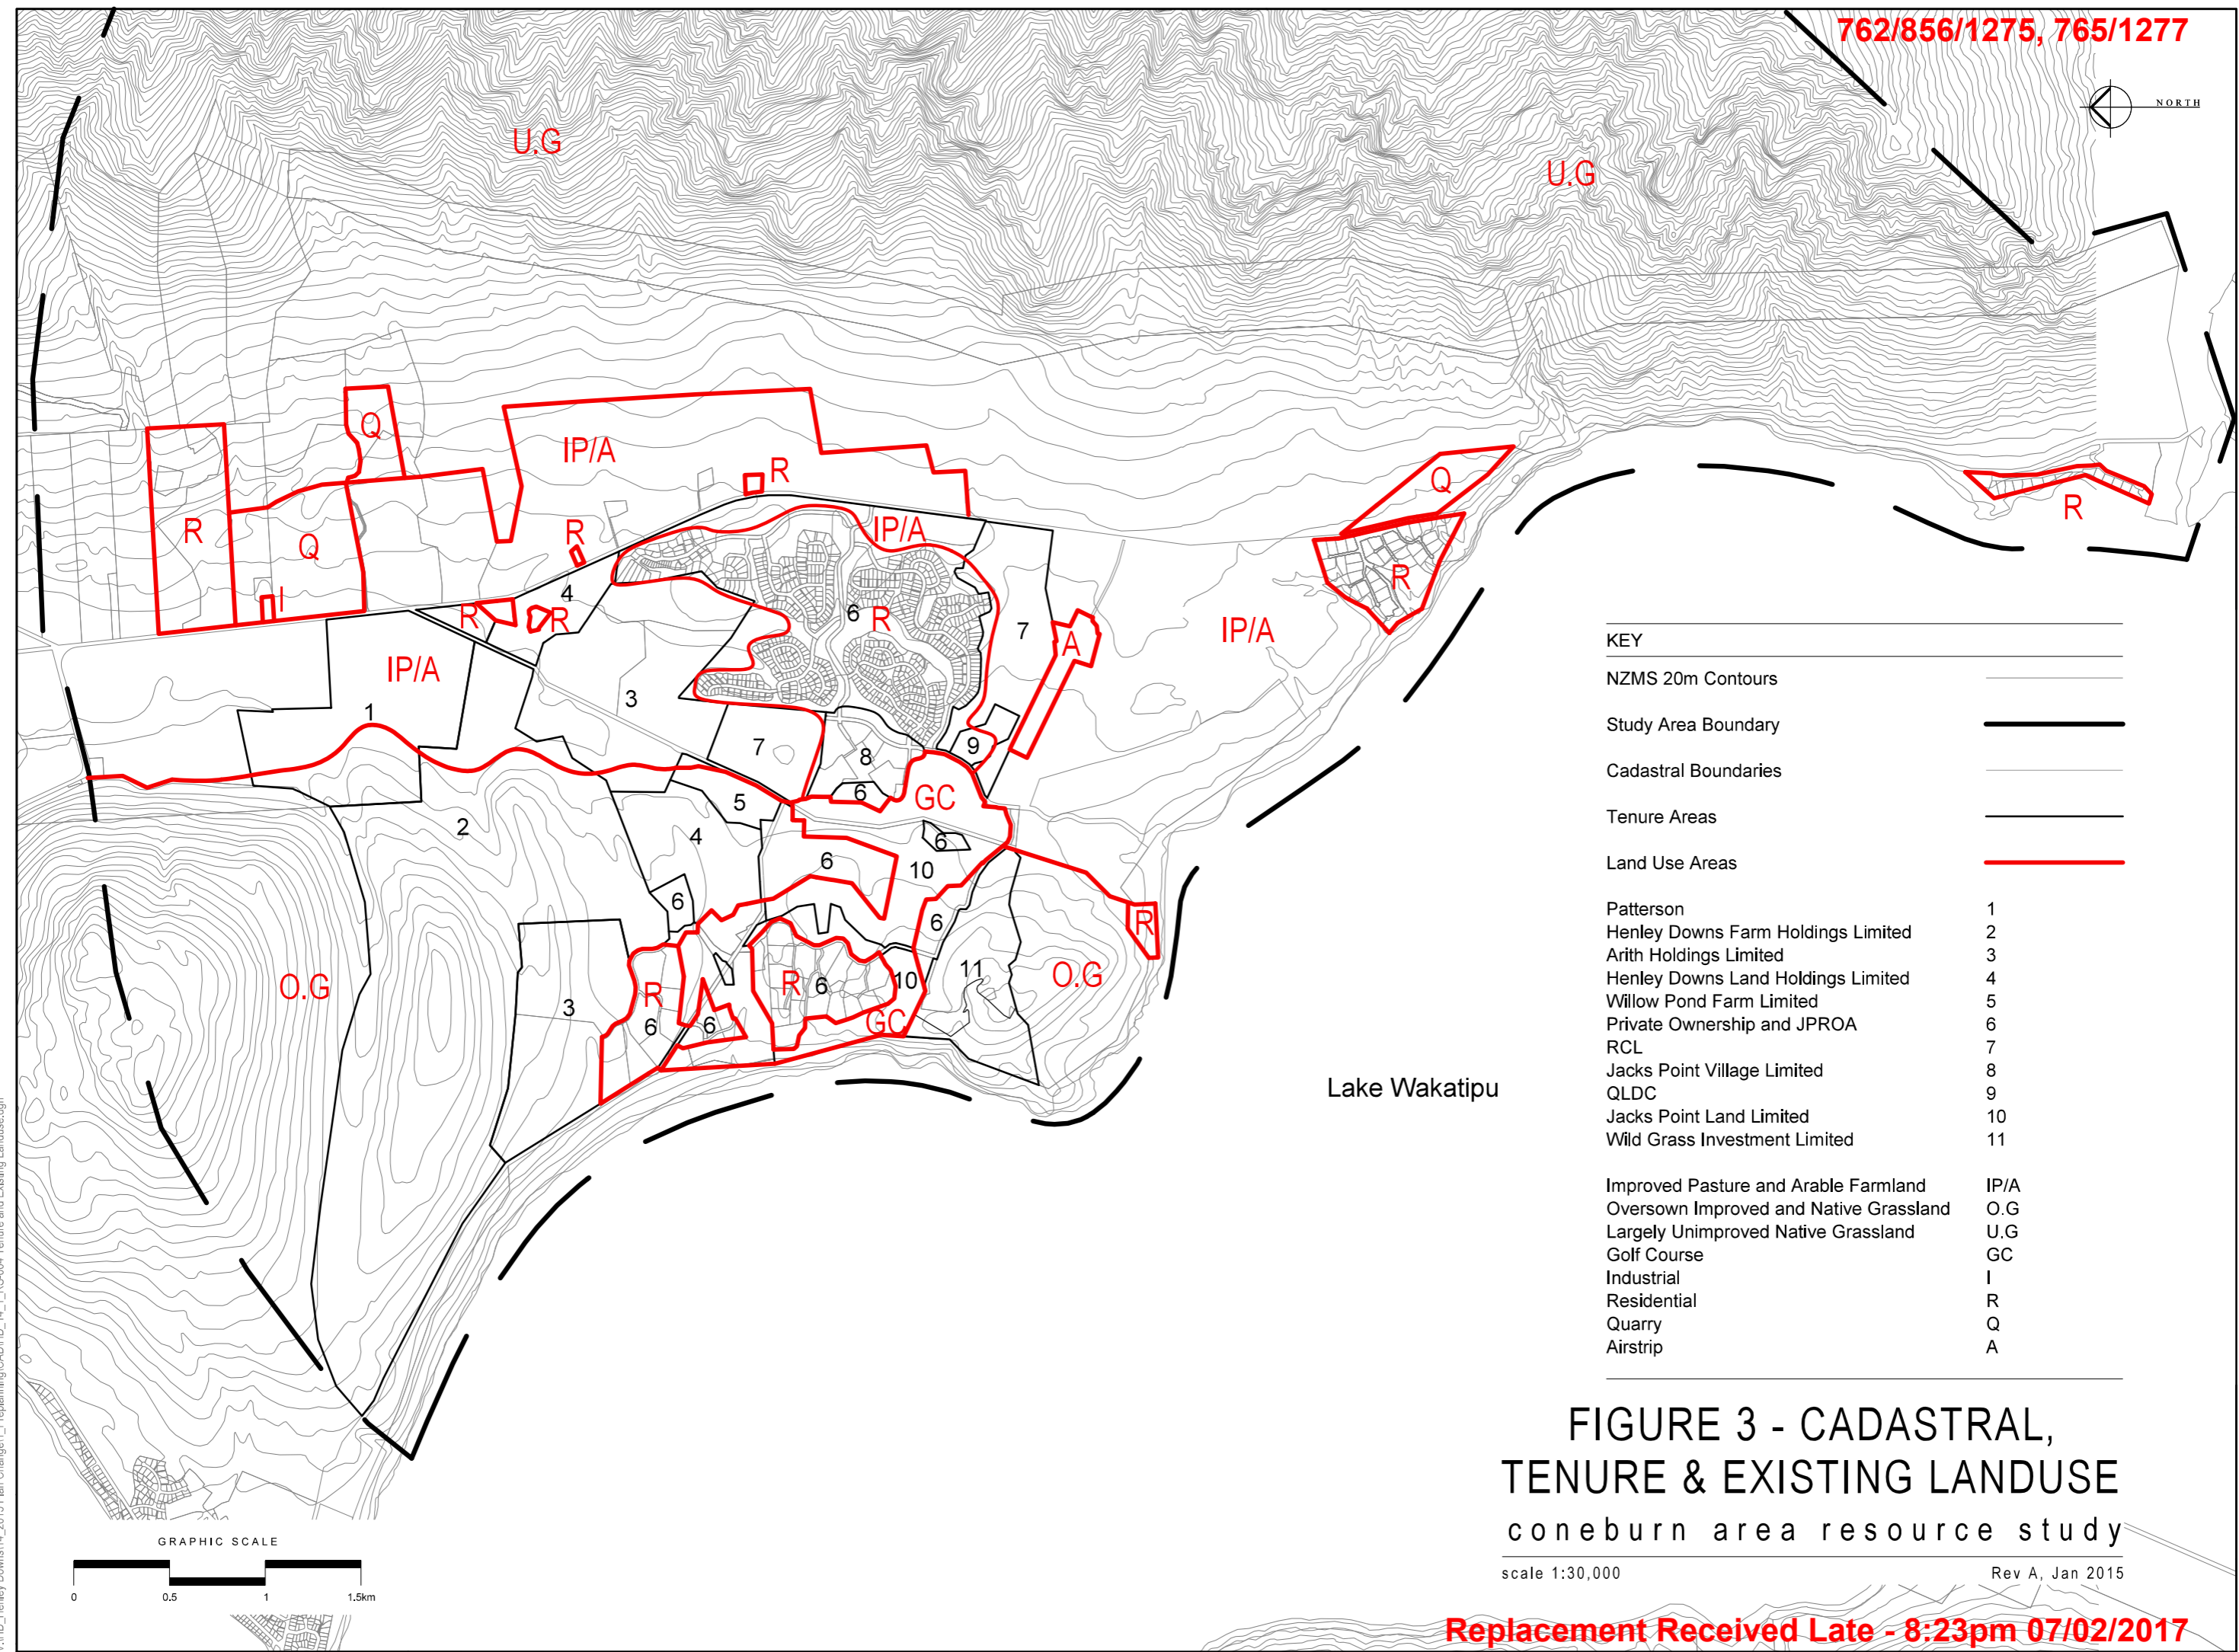 762/856/1275, 765/1277
NORTH
U.G
U.G
Q
IP/A
R
Q
R
R
Q
R
IP/A
R
I
4
R
R
6
R
7
A
IP/A
R
IP/A
1
3
7
8
9
6
GC
5
2
4
6
6
10
6
6
R
O.G
3
R
6
6
R
6
10
GC
11
O.G
Lake Wakatipu
KEY
NZMS 20m Contours
Study Area Boundary
Cadastral Boundaries
Tenure Areas
Land Use Areas
Patterson 1
Henley Downs Farm Holdings Limited 2
Arith Holdings Limited 3
Henley Downs Land Holdings Limited 4
Willow Pond Farm Limited 5
Private Ownership and JPROA 6
RCL 7
Jacks Point Village Limited 8
QLDC 9
Jacks Point Land Limited 10
Wild Grass Investment Limited 11
Improved Pasture and Arable Farmland IP/A
Oversown Improved and Native Grassland O.G
Largely Unimproved Native Grassland U.G
Golf Course GC
Industrial I
Residential R
Quarry Q
Airstrip A
FIGURE 3 - CADASTRAL,
TENURE & EXISTING LANDUSE
coneburn area resource study
scale 1:30,000 Rev A, Jan 2015
GRAPHIC SCALE
0 0.5 1 1.5km
Replacement Received Late - 8:23pm 07/02/2017